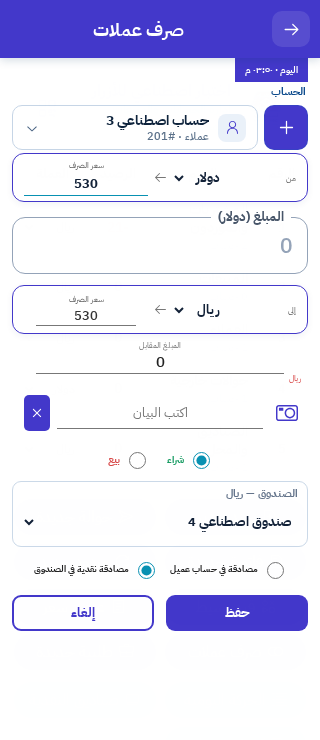 صرف عملات
اليوم · ٠٣:٥٠ م
الحساب
حساب اصطناعي 3
عملاء · #201
من
دولار
سعر الصرف
530
المبلغ (دولار)
0
إلى
ريال
سعر الصرف
530
المبلغ المقابل
0
ريال
اكتب البيان
شراء
بيع
الصندوق — ريال
صندوق اصطناعي 4
مصادقة في حساب عميل
مصادقة نقدية في الصندوق
حفظ
إلغاء